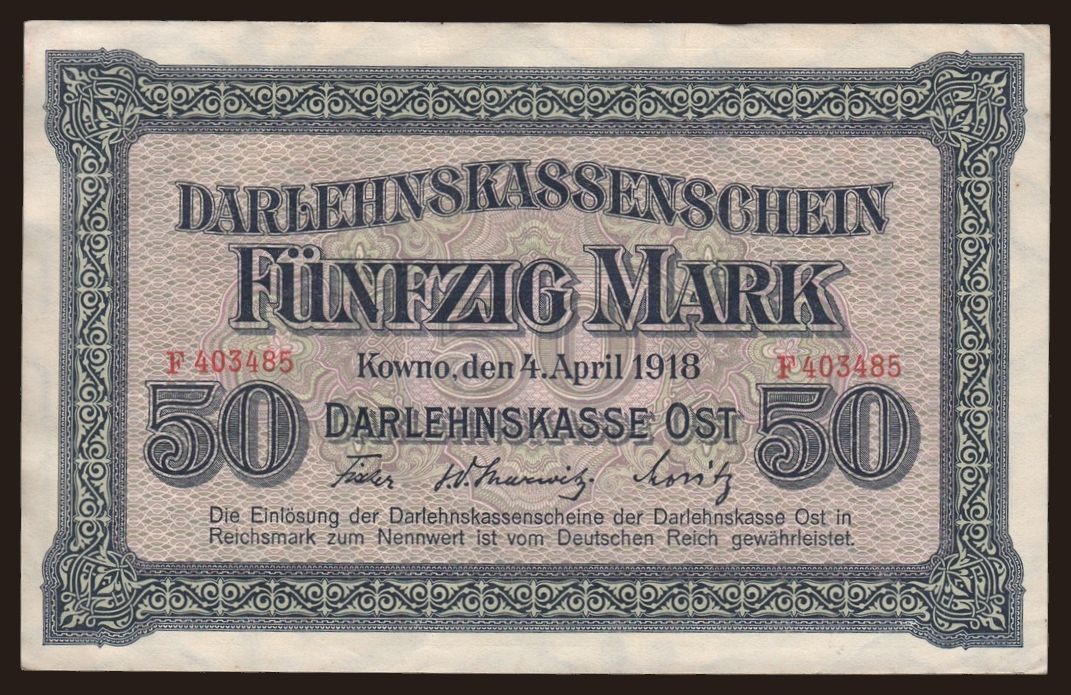 DARLEHNSKASSENSCHEIN
FÜNFZIG MARK
F 403485 F 403485
Kowno, den 4. April 1918
50 50
DARLEHNSKASSE OST
Die Einlösung der Darlehnskassenscheine der Darlehnskasse Ost in
Reichsmark zum Nennwert ist vom Deutschen Reich gewährleistet.